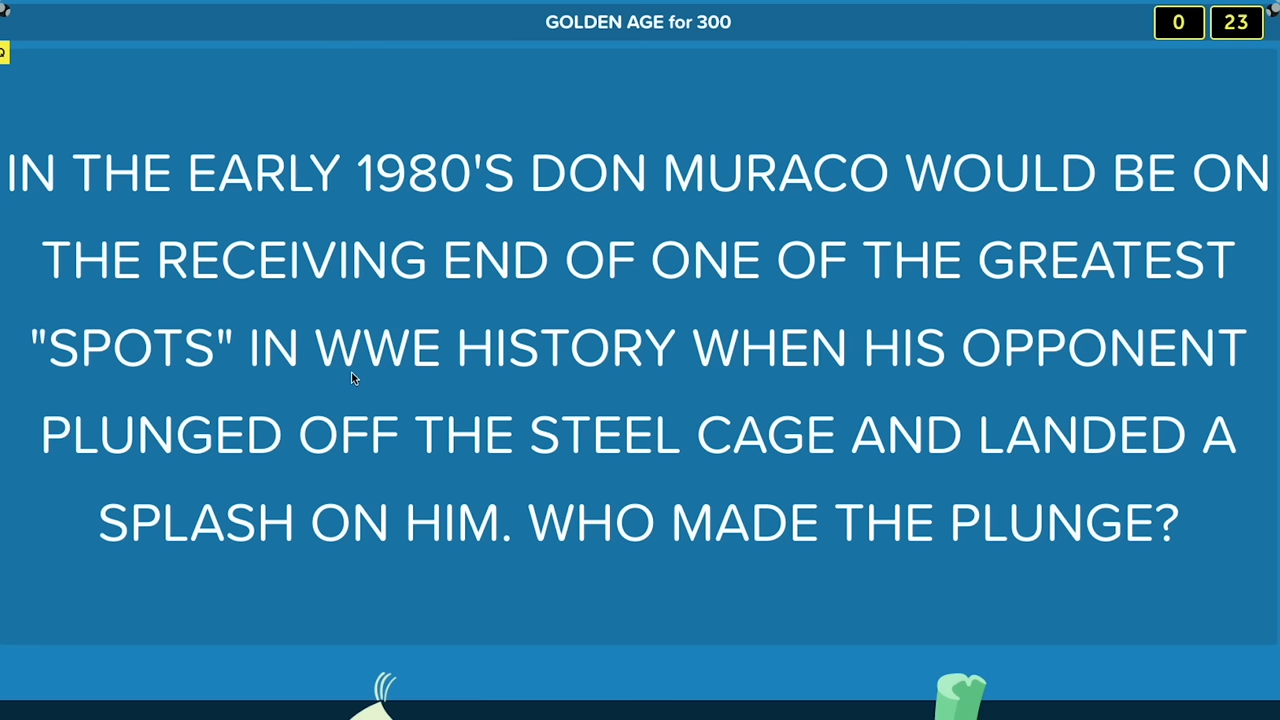 GOLDEN AGE for 300
0 23
IN THE EARLY 1980'S DON MURACO WOULD BE ON
THE RECEIVING END OF ONE OF THE GREATEST
"SPOTS" IN WWE HISTORY WHEN HIS OPPONENT
PLUNGED OFF THE STEEL CAGE AND LANDED A
SPLASH ON HIM. WHO MADE THE PLUNGE?